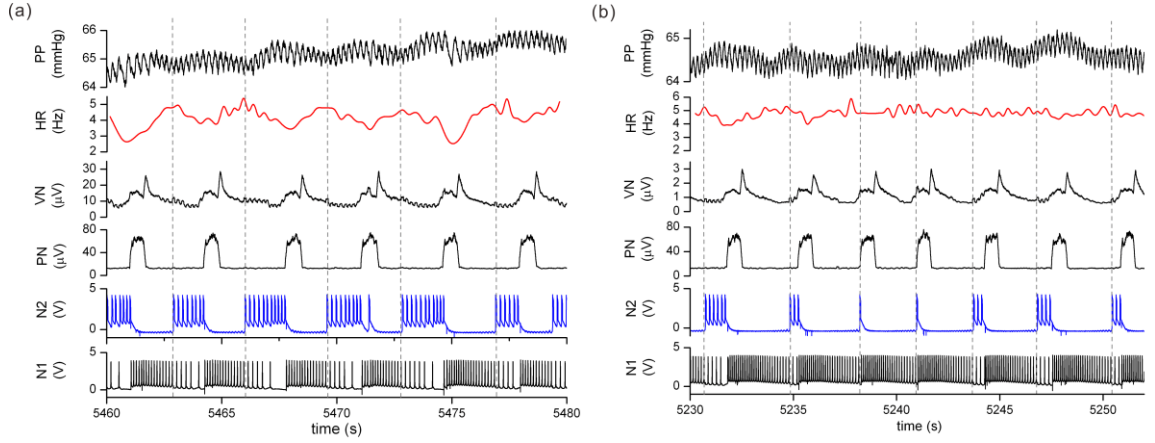 (a)
66
64
PP
(mmHg)
5
4
3
2
HR
(Hz)
30
20
10
0
VN
(μV)
80
40
0
PN
(μV)
5
0
N2
(V)
5
0
N1
(V)
5460 5465 5470 5475 5480
time (s)
(b)
65
64
PP
(mmHg)
6
5
4
3
2
HR
(Hz)
3
2
1
0
VN
(μV)
80
40
0
PN
(μV)
5
0
N2
(V)
5
0
N1
(V)
5230 5235 5240 5245 5250
time (s)